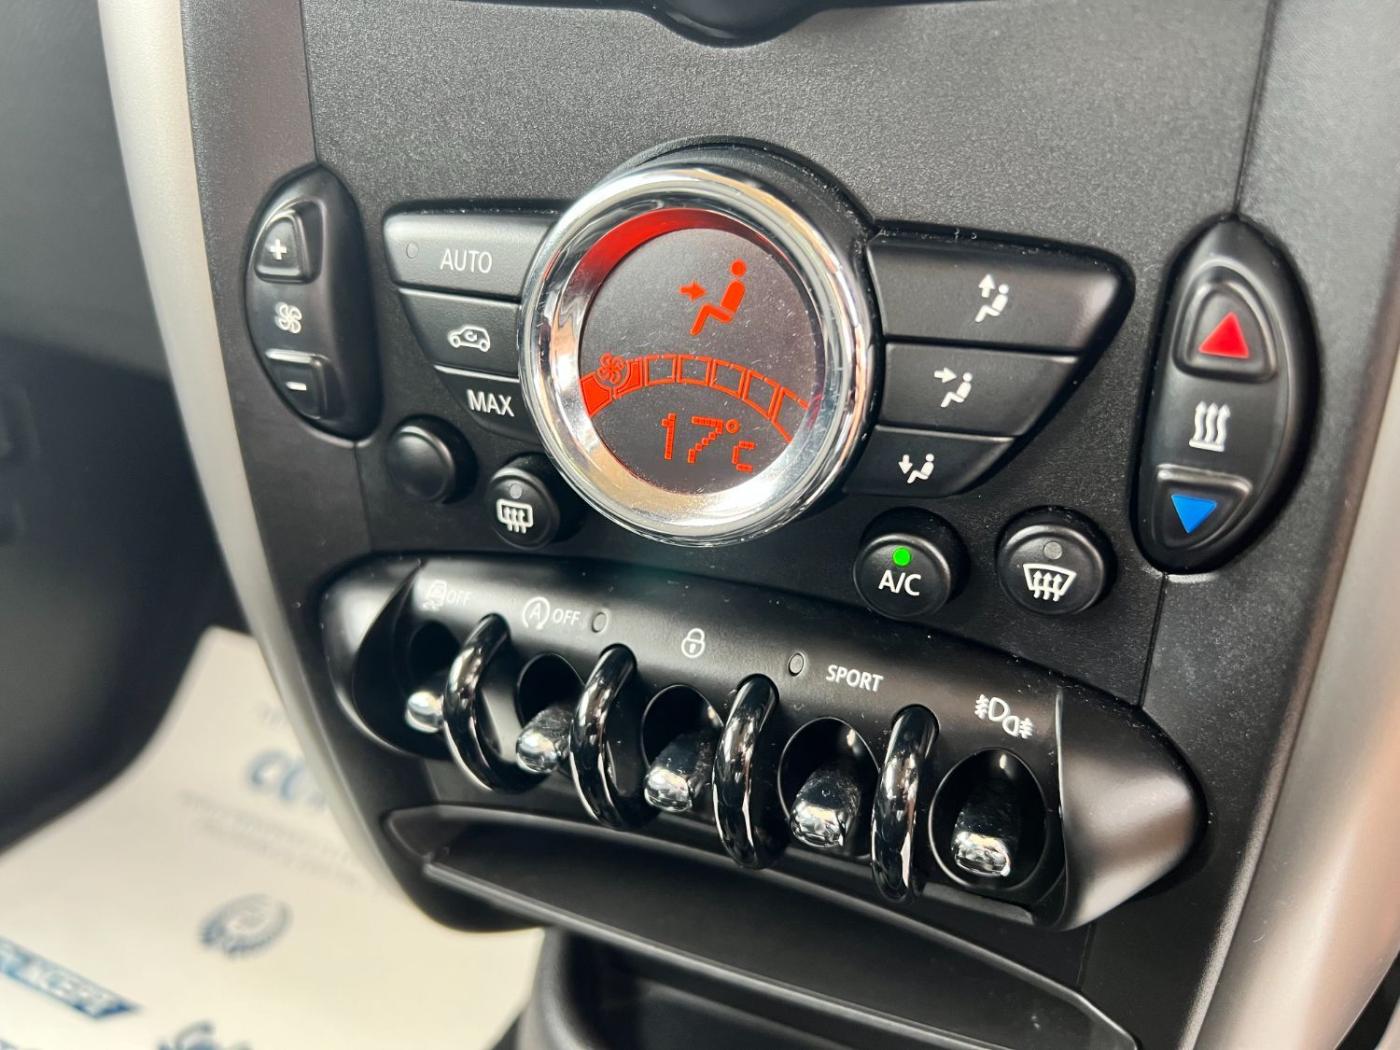 +
AUTO
-
MAX
17°c
A/C
OFF
A OFF
SPORT